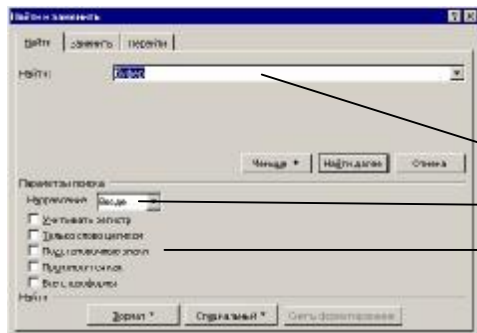 Найти и заменить
Найти Заменить Перейти
Найти: буфер
Меньше Найти далее Отмена
Параметры поиска
Направление: Везде
Учитывать регистр
Только слово целиком
Подстановочные знаки
Произносится как
Все словоформы
Найти
Формат Специальный Снять форматирование